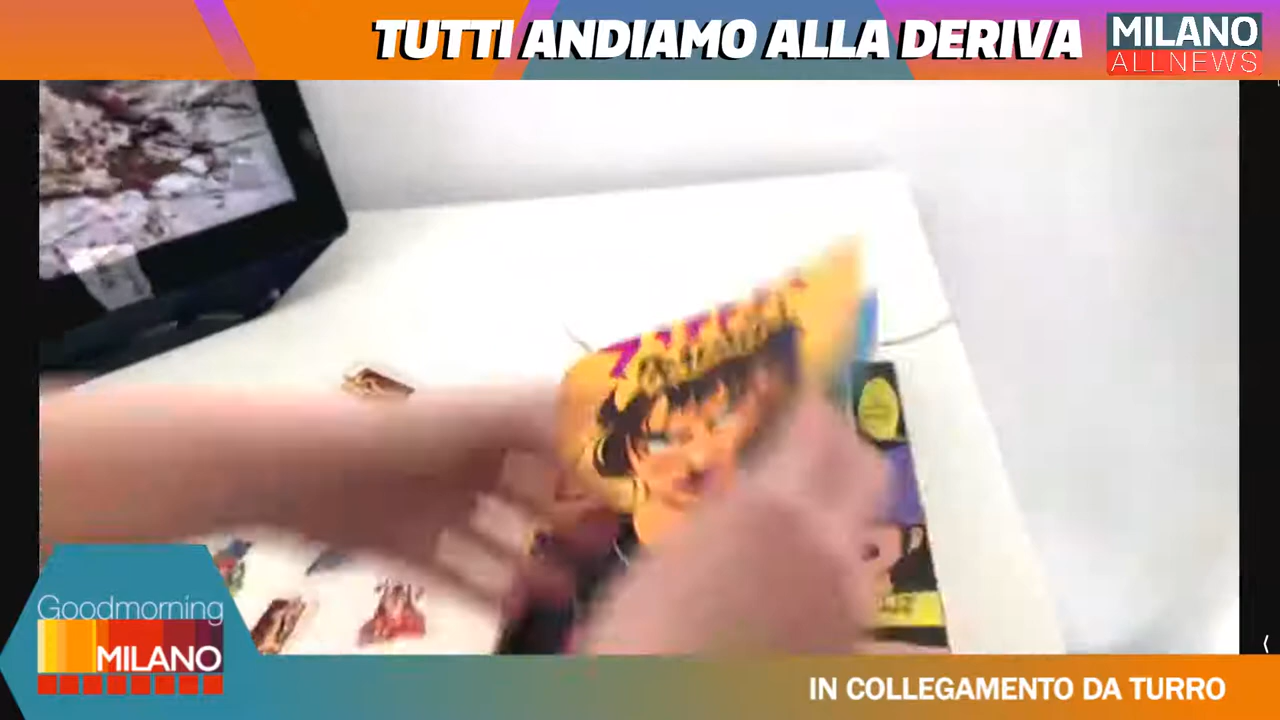 TUTTI ANDIAMO ALLA DERIVA
MILANO
ALLNEWS
Goodmorning
MILANO
IN COLLEGAMENTO DA TURRO